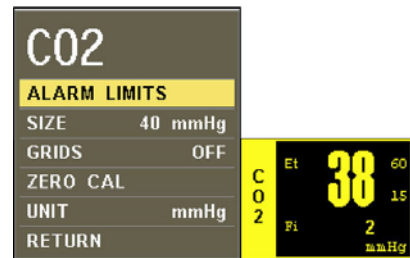 CO2
ALARM LIMITS
SIZE 40 mmHg
GRIDS OFF
ZERO CAL
UNIT mmHg
RETURN
CO2
Et 38 60
15
Fi 2
mmHg